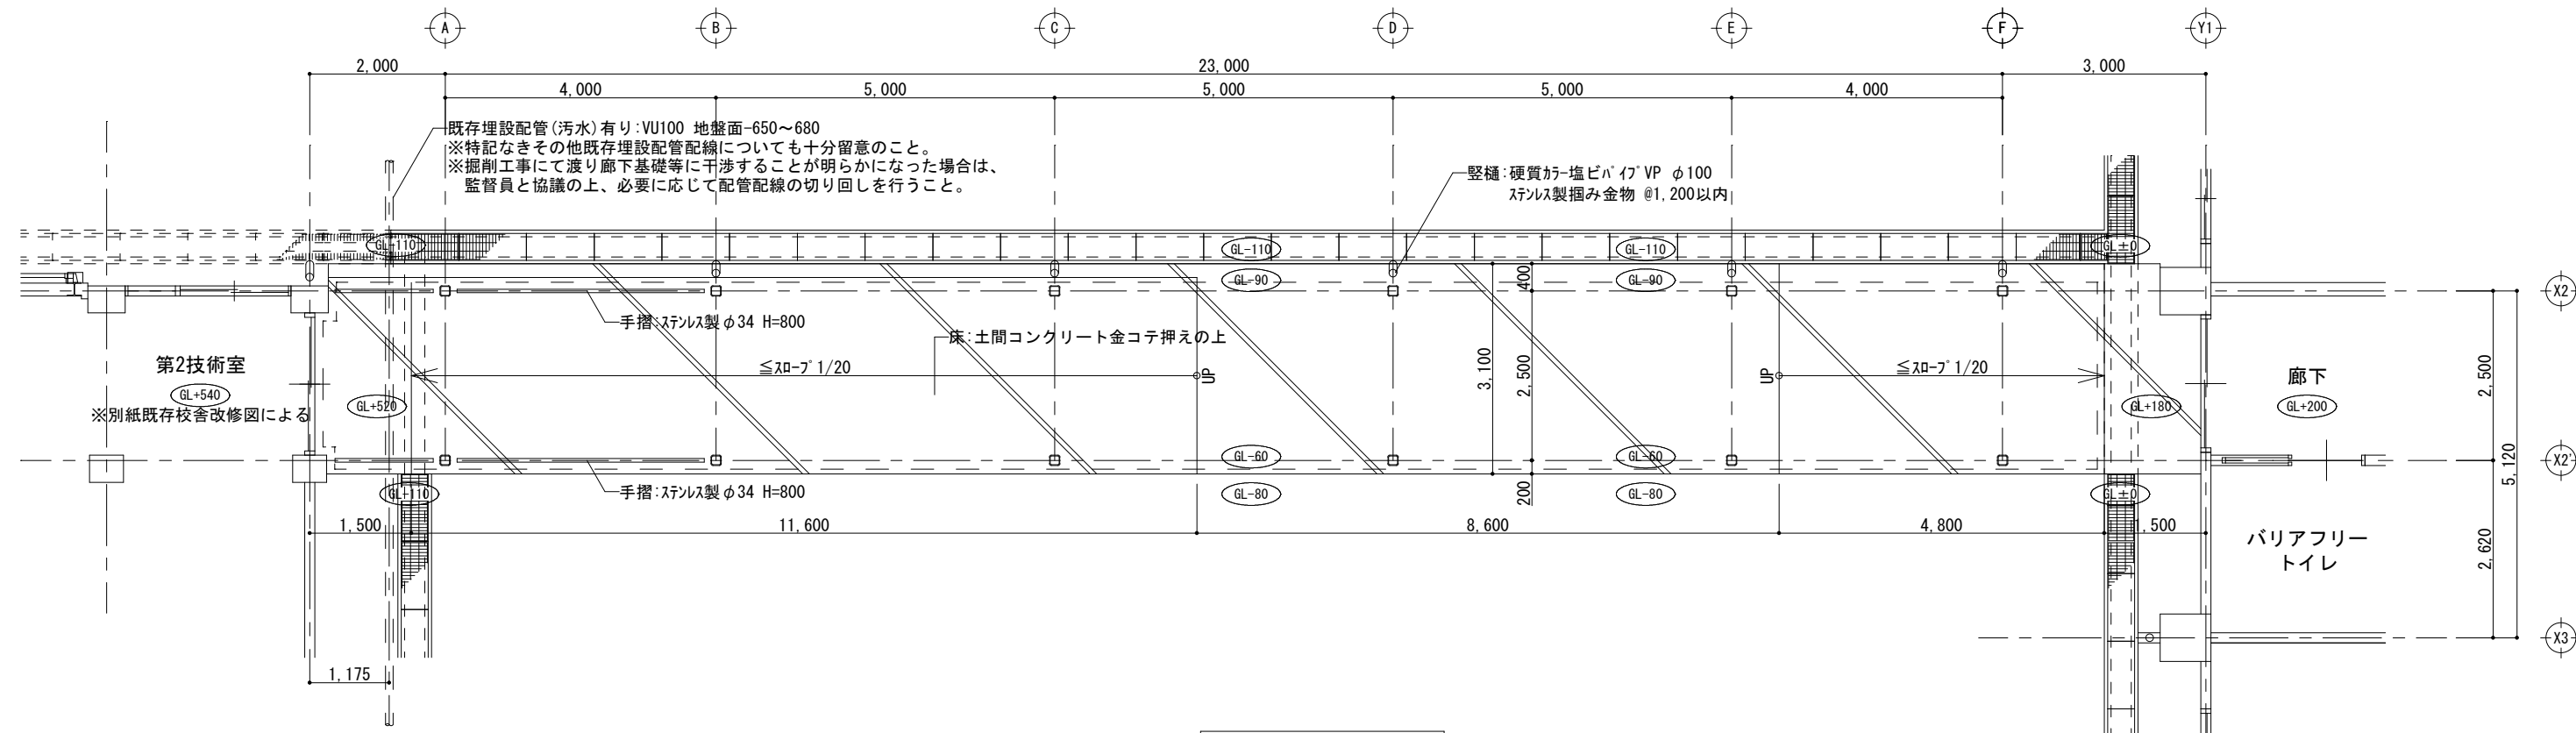 A
B
C
D
E
F
Y1
2,000
23,000
3,000
4,000
5,000
5,000
5,000
4,000
既存埋設配管(汚水)有り:VU100 地盤面-650～680
※特記なきその他既存埋設配管配線についても十分留意のこと。
※掘削工事にて渡り廊下基礎等に干渉することが明らかになった場合は、
監督員と協議の上、必要に応じて配管配線の切り回しを行うこと。
竪樋:硬質ｶﾗｰ塩ビﾊﾟｲﾌﾟVP φ100
ｽﾃﾝﾚｽ製掴み金物 @1,200以内
GL-110
GL-110
GL-110
GL±0
GL-90
GL-90
400
X2
手摺:ｽﾃﾝﾚｽ製φ34 H=800
床:土間コンクリート金コテ押えの上
第2技術室
GL+540
※別紙既存校舎改修図による
GL+520
≦ｽﾛｰﾌﾟ1/20
UP
3,100
2,500
UP
≦ｽﾛｰﾌﾟ1/20
GL+180
廊下
GL+200
2,500
GL-60
GL-60
X2'
5,120
手摺:ｽﾃﾝﾚｽ製φ34 H=800
GL-110
GL-80
200
GL-80
GL±0
1,500
11,600
8,600
4,800
1,500
バリアフリー
トイレ
2,620
X3
1,175